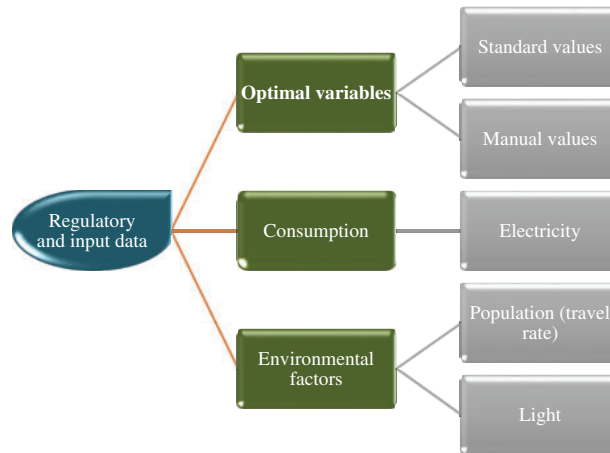 Regulatory
and input data
Optimal variables
Standard values
Manual values
Consumption
Electricity
Environmental
factors
Population (travel
rate)
Light